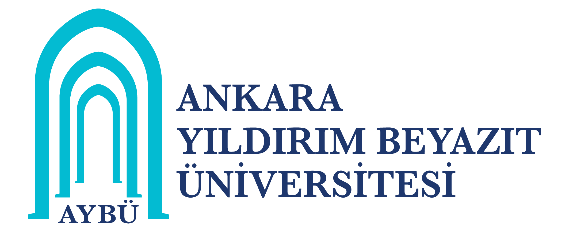 ANKARA
YILDIRIM BEYAZIT
ÜNİVERSİTESİ
AYBÜ